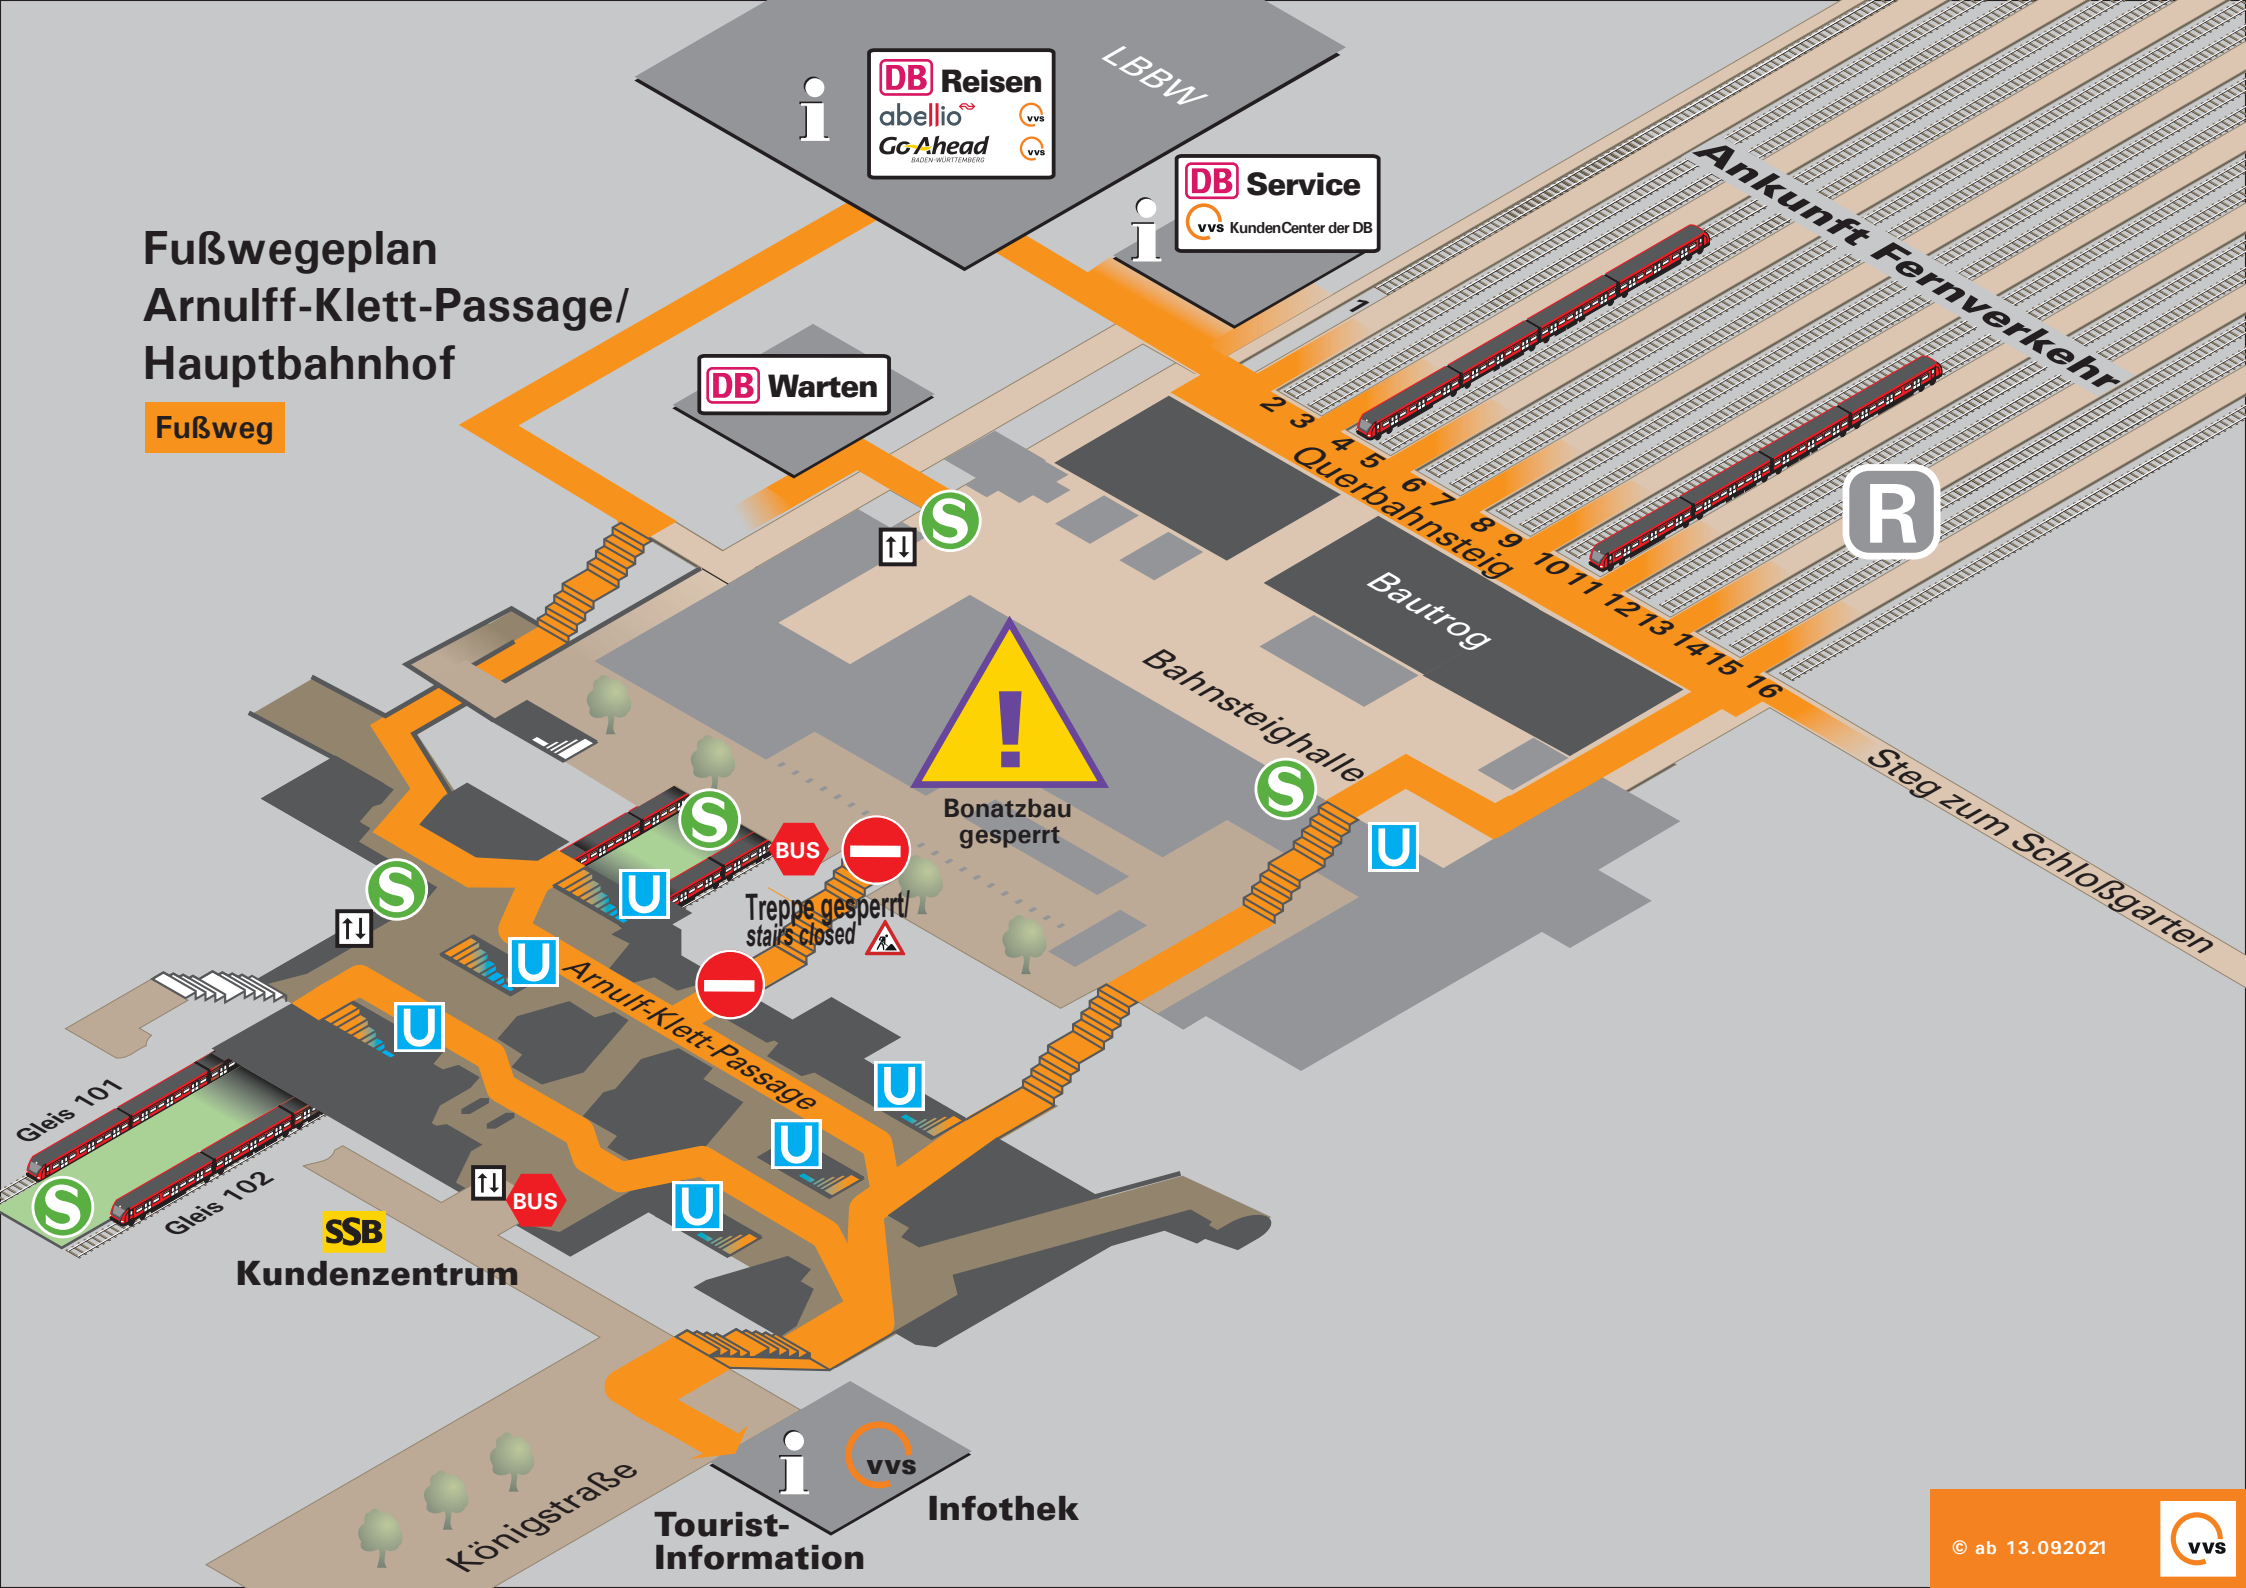 Fußwegeplan
Arnulff-Klett-Passage/
Hauptbahnhof
Fußweg
i
DB Reisen
abellio vvs
Go-Ahead vvs
BADEN-WÜRTTEMBERG
LBBW
i
DB Service
vvs KundenCenter der DB
DB Warten
Ankunft Fernverkehr
R
1
2 3 4 5 6 7 8 9 10 11 12 13 14 15 16
Querbahnsteig
Bautrog
Bahnsteighalle
Steg zum Schloßgarten
S
!
Bonatzbau
gesperrt
S
U
S
BUS
U
Treppe gesperrt/
stairs closed
S
U
Arnulf-Klett-Passage
U
U
U
U
Gleis 101
Gleis 102
S
BUS
SSB
Kundenzentrum
Königstraße
i
vvs
Tourist-
Information
Infothek
© ab 13.092021
vvs